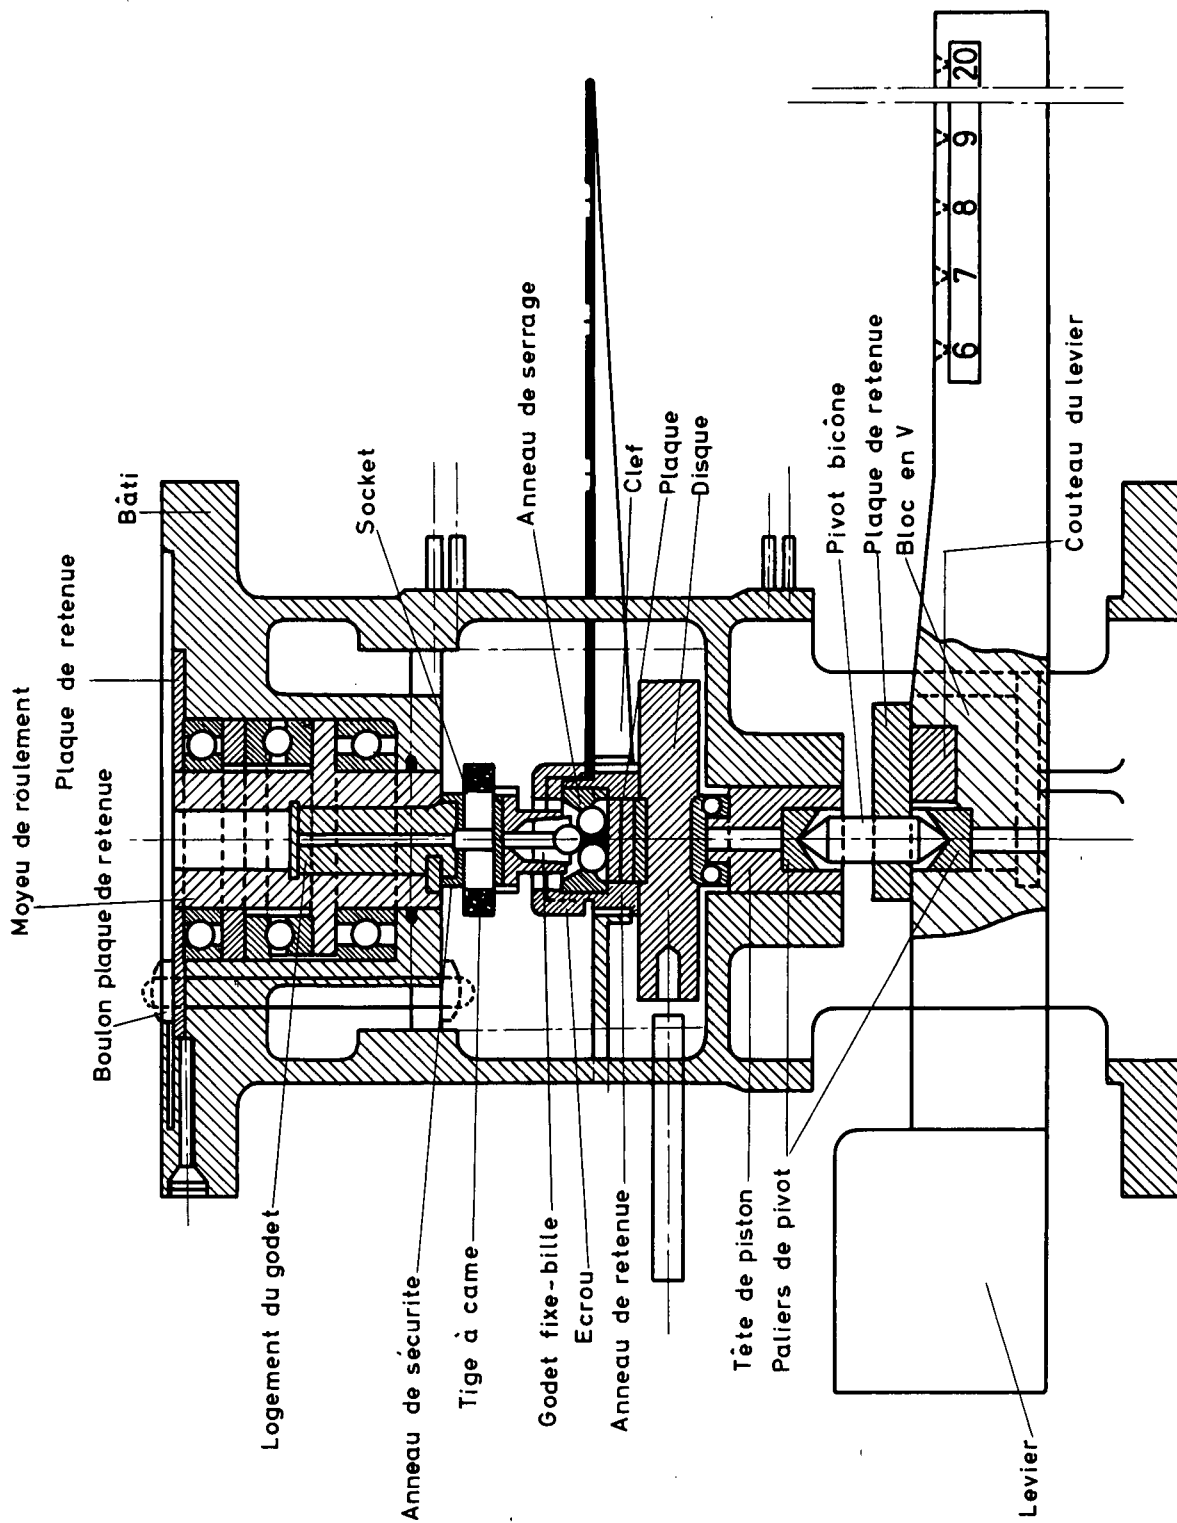 Moyeu de roulement
Plaque de retenue
Boulon plaque de retenue
Bâti
Logement du godet
Socket
Anneau de sécurite
Tige à came
Anneau de serrage
Godet fixe-bille
Ecrou
Anneau de retenue
Clef
Plaque
Disque
Tête de piston
Paliers de pivot
Pivot bicône
Plaque de retenue
Bloc en V
Couteau du levier
Levier
6 7 8 9 20